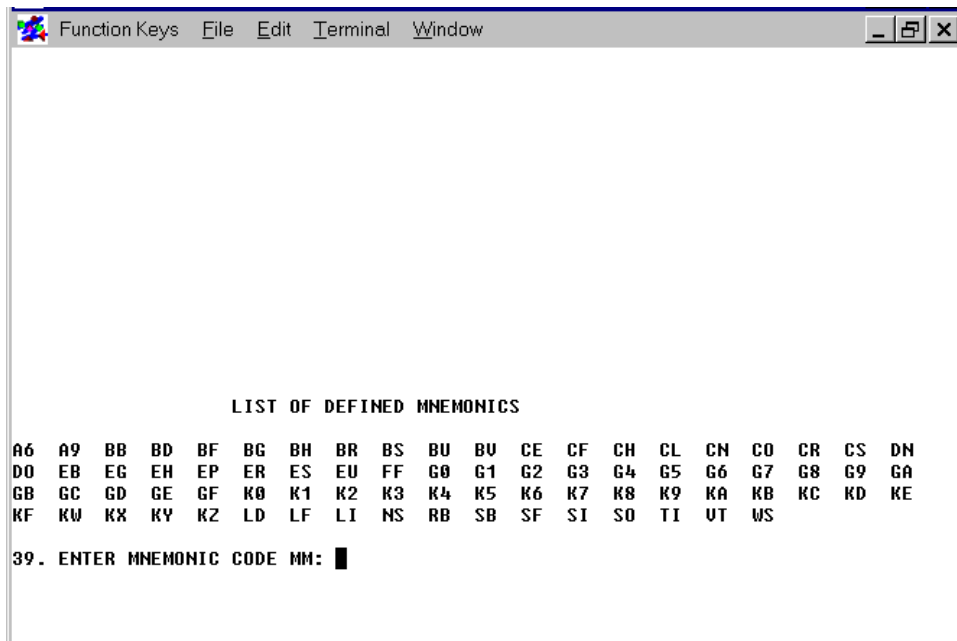 Function Keys File Edit Terminal Window
LIST OF DEFINED MNEMONICS
A6 A9 BB BD BF BG BH BR BS BU BV CE CF CH CL CN CO CR CS DN
DO EB EG EH EP ER ES EU FF G0 G1 G2 G3 G4 G5 G6 G7 G8 G9 GA
GB GC GD GE GF K0 K1 K2 K3 K4 K5 K6 K7 K8 K9 KA KB KC KD KE
KF KW KX KY KZ LD LF LI NS RB SB SF SI SO TI VT WS
39. ENTER MNEMONIC CODE MM: